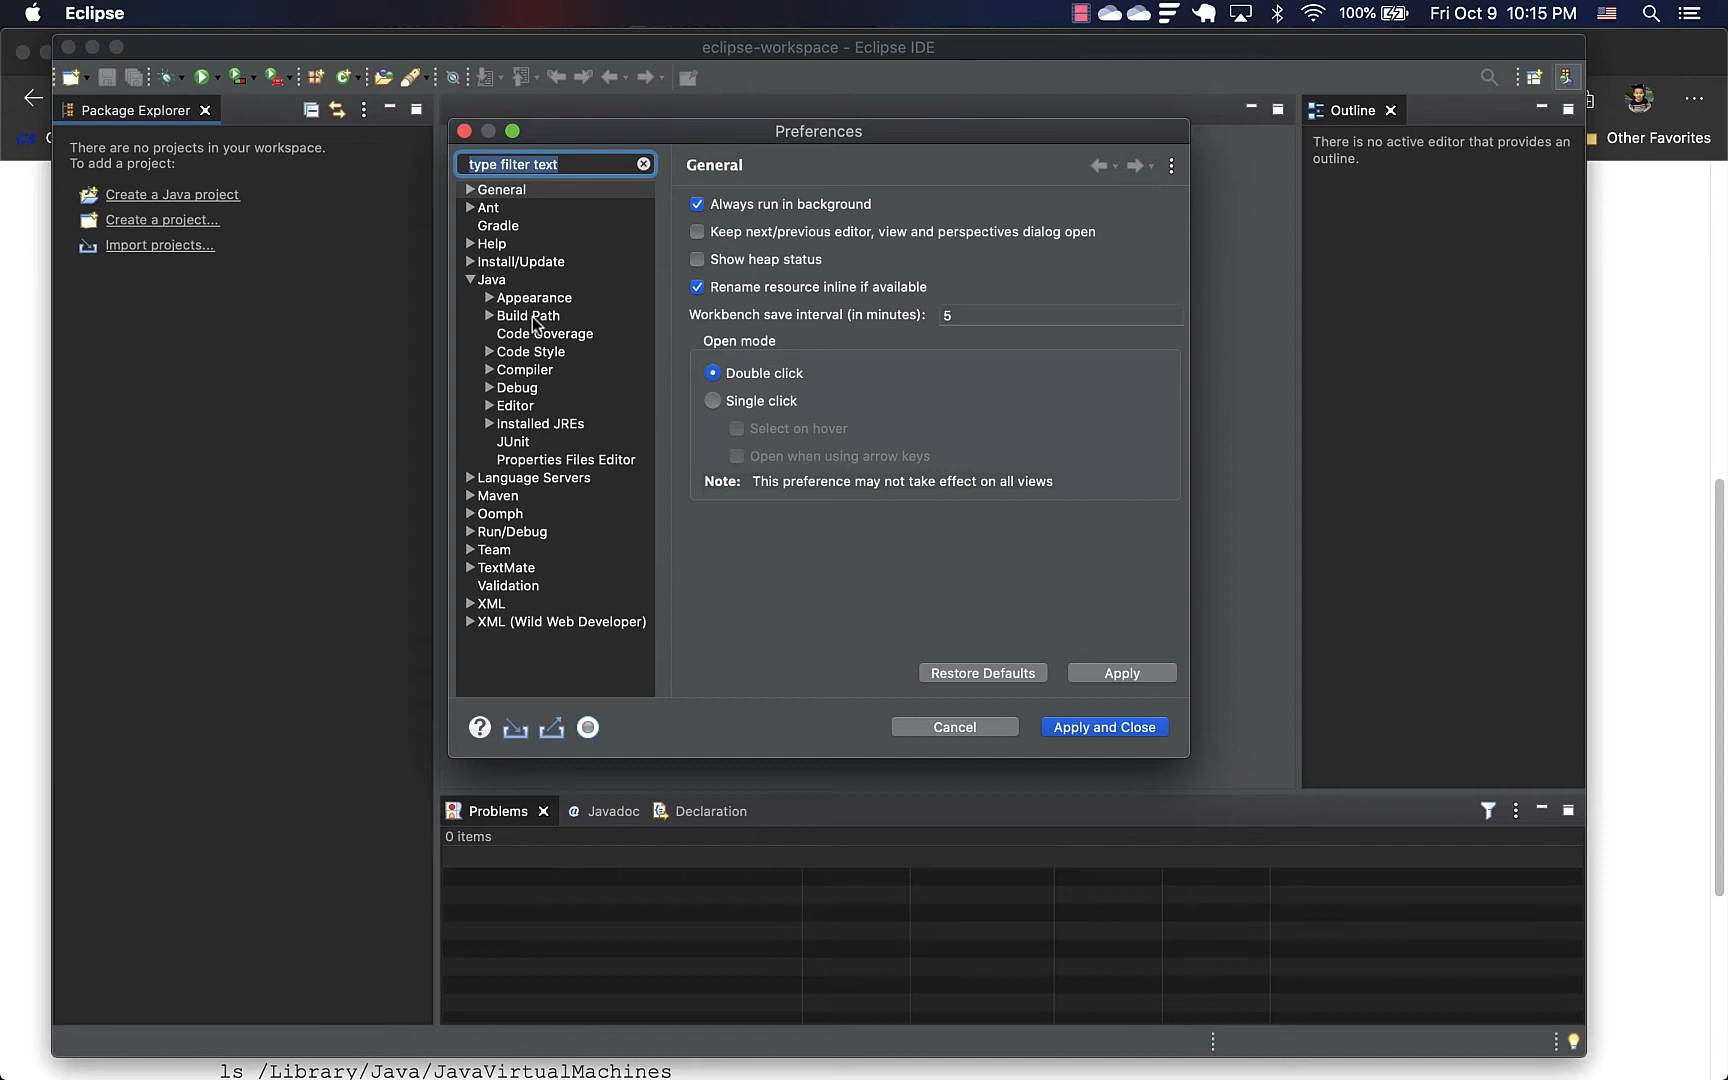 Eclipse
100%
Fri Oct 9 10:15 PM
eclipse-workspace - Eclipse IDE
Package Explorer
There are no projects in your workspace.
To add a project:
Create a Java project
Create a project...
Import projects...
Preferences
type filter text
General
Ant
Gradle
Help
Install/Update
Java
Appearance
Build Path
Code Coverage
Code Style
Compiler
Debug
Editor
Installed JREs
JUnit
Properties Files Editor
Language Servers
Maven
Oomph
Run/Debug
Team
TextMate
Validation
XML
XML (Wild Web Developer)
General
Always run in background
Keep next/previous editor, view and perspectives dialog open
Show heap status
Rename resource inline if available
Workbench save interval (in minutes): 5
Open mode
Double click
Single click
Select on hover
Open when using arrow keys
Note: This preference may not take effect on all views
Restore Defaults
Apply
Cancel
Apply and Close
Outline
There is no active editor that provides an
outline.
Other Favorites
Problems
Javadoc
Declaration
0 items
ls /Library/Java/JavaVirtualMachines